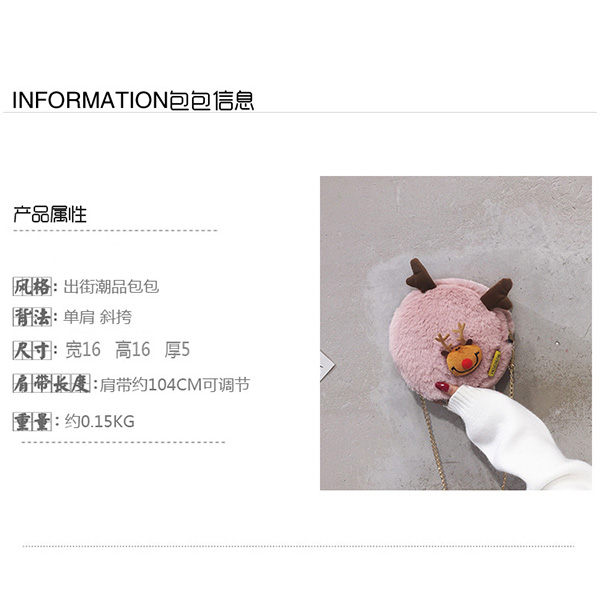 INFORMATION包包信息
产品属性
风格：出街潮品包包
背法：单肩 斜挎
尺寸：宽16 高16 厚5
肩带长度：肩带约104CM可调节
重量：约0.15KG